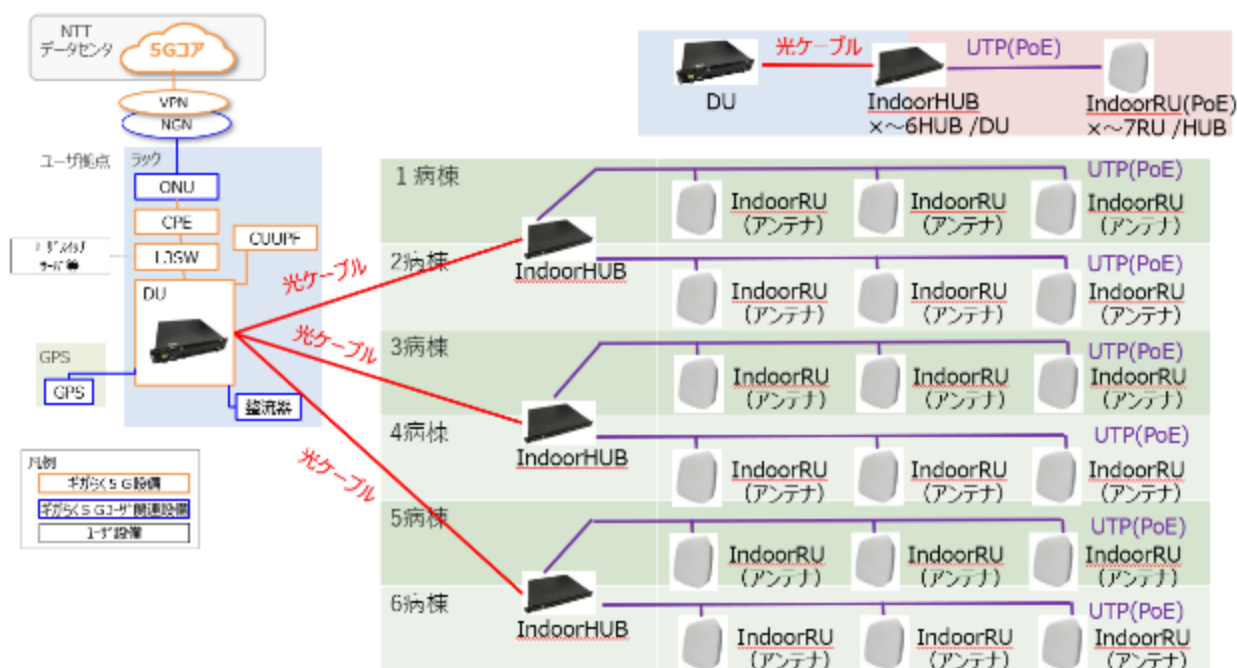 NTT
データセンタ
5Gコア
VPN
NGN
ユーザ拠点
ラック
ONU
CPE
L3SW
CUUPF
DU
GPS
GPS
整流器
凡例
ギガらく5G設備
ギガらく5Gユーザ関連設備
ユーザ設備
光ケーブル
UTP(PoE)
DU
IndoorHUB
×～6HUB /DU
IndoorRU(PoE)
×～7RU /HUB
光ケーブル
光ケーブル
光ケーブル
1病棟
UTP(PoE)
IndoorRU
(アンテナ)
IndoorRU
(アンテナ)
IndoorRU
(アンテナ)
IndoorHUB
2病棟
UTP(PoE)
IndoorRU
(アンテナ)
IndoorRU
(アンテナ)
IndoorRU
(アンテナ)
3病棟
UTP(PoE)
IndoorRU
(アンテナ)
IndoorRU
(アンテナ)
IndoorRU
(アンテナ)
IndoorHUB
4病棟
UTP(PoE)
IndoorRU
(アンテナ)
IndoorRU
(アンテナ)
IndoorRU
(アンテナ)
5病棟
UTP(PoE)
IndoorRU
(アンテナ)
IndoorRU
(アンテナ)
IndoorRU
(アンテナ)
IndoorHUB
6病棟
UTP(PoE)
IndoorRU
(アンテナ)
IndoorRU
(アンテナ)
IndoorRU
(アンテナ)